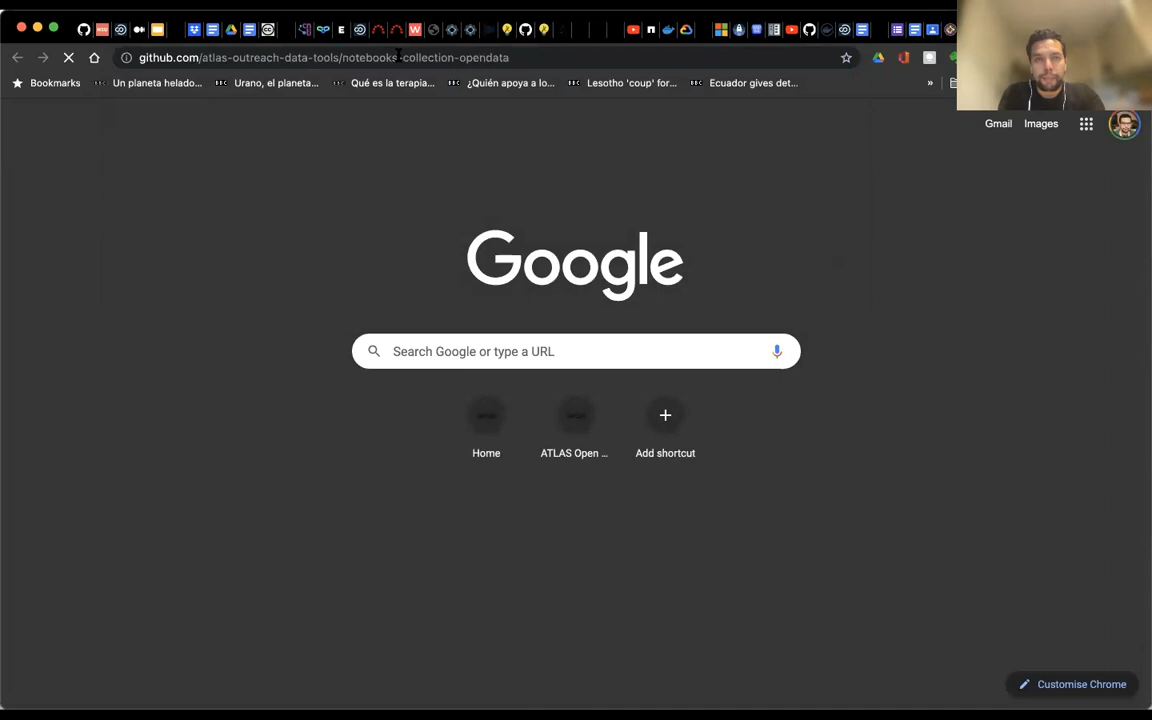 github.com/atlas-outreach-data-tools/notebooks-collection-opendata
Bookmarks Un planeta helado... Urano, el planeta... Qué es la terapia... ¿Quién apoya a lo... Lesotho 'coup' for... Ecuador gives det... »
Gmail Images
Google
Search Google or type a URL
Home ATLAS Open ... Add shortcut
Customise Chrome